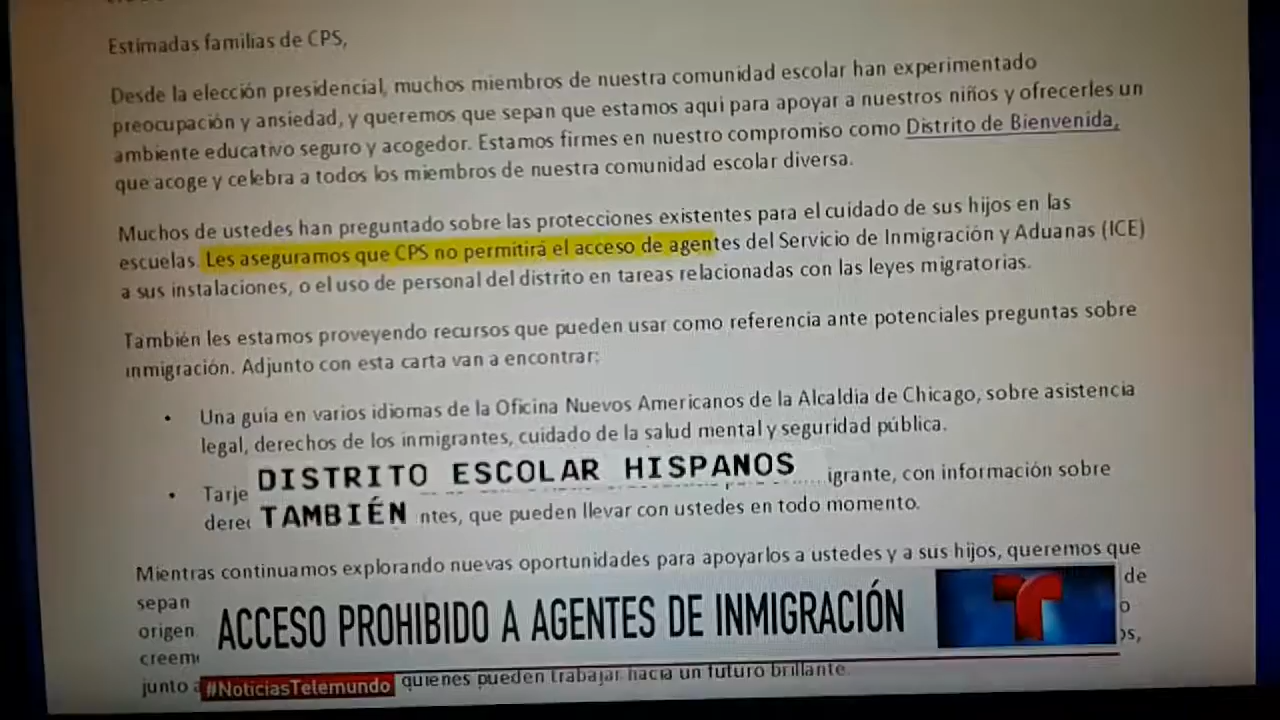 Estimadas familias de CPS,
Desde la elección presidencial, muchos miembros de nuestra comunidad escolar han experimentado
preocupación y ansiedad, y queremos que sepan que estamos aquí para apoyar a nuestros niños y ofrecerles un
ambiente educativo seguro y acogedor. Estamos firmes en nuestro compromiso como Distrito de Bienvenida,
que acoge y celebra a todos los miembros de nuestra comunidad escolar diversa.
Muchos de ustedes han preguntado sobre las protecciones existentes para el cuidado de sus hijos en las
escuelas. Les aseguramos que CPS no permitirá el acceso de agentes del Servicio de Inmigración y Aduanas (ICE)
a sus instalaciones, o el uso de personal del distrito en tareas relacionadas con las leyes migratorias.
También les estamos proveyendo recursos que pueden usar como referencia ante potenciales preguntas sobre
inmigración. Adjunto con esta carta van a encontrar:
• Una guía en varios idiomas de la Oficina Nuevos Americanos de la Alcaldia de Chicago, sobre asistencia
legal, derechos de los inmigrantes, cuidado de la salud mental y seguridad pública.
• Tarje DISTRITO ESCOLAR HISPANOS igrante, con información sobre
derec TAMBIÉN ntes, que pueden llevar con ustedes en todo momento.
Mientras continuamos explorando nuevas oportunidades para apoyarlos a ustedes y a sus hijos, queremos que
sepan de
origen. o
ACCESO PROHIBIDO A AGENTES DE INMIGRACIÓN
creem os,
junto a #NoticiasTelemundo quienes pueden trabajar hacia un futuro brillante.